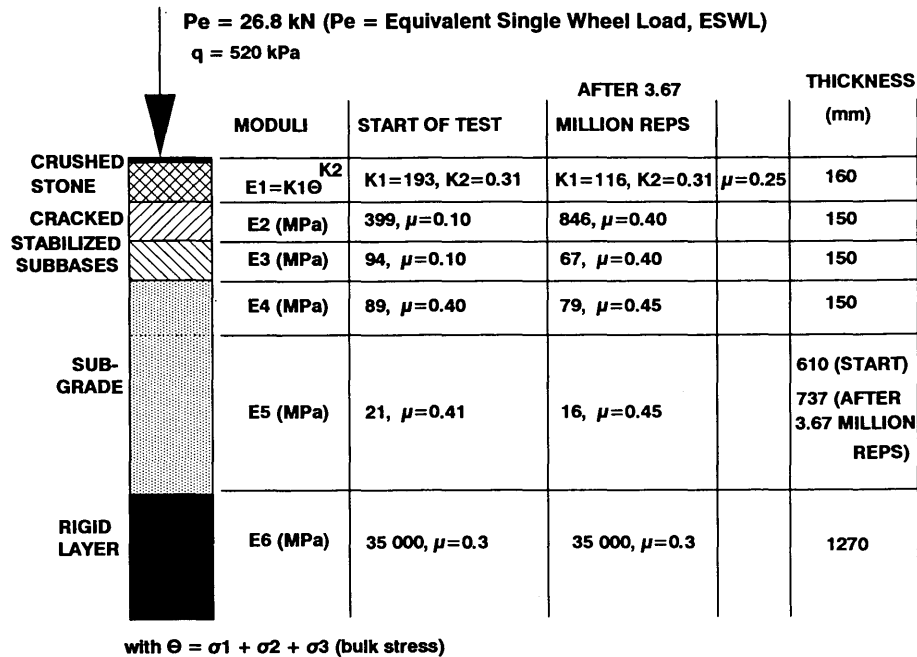 Pe = 26.8 kN (Pe = Equivalent Single Wheel Load, ESWL)
q = 520 kPa
MODULI
START OF TEST
AFTER 3.67
MILLION REPS
THICKNESS
(mm)
CRUSHED
STONE
E1=K1Θ^K2
K1=193, K2=0.31
K1=116, K2=0.31
μ=0.25
160
CRACKED
STABILIZED
SUBBASES
E2 (MPa)
399, μ=0.10
846, μ=0.40
150
E3 (MPa)
94, μ=0.10
67, μ=0.40
150
E4 (MPa)
89, μ=0.40
79, μ=0.45
150
SUB-
GRADE
E5 (MPa)
21, μ=0.41
16, μ=0.45
610 (START)
737 (AFTER
3.67 MILLION
REPS)
RIGID
LAYER
E6 (MPa)
35 000, μ=0.3
35 000, μ=0.3
1270
with Θ = σ1 + σ2 + σ3 (bulk stress)